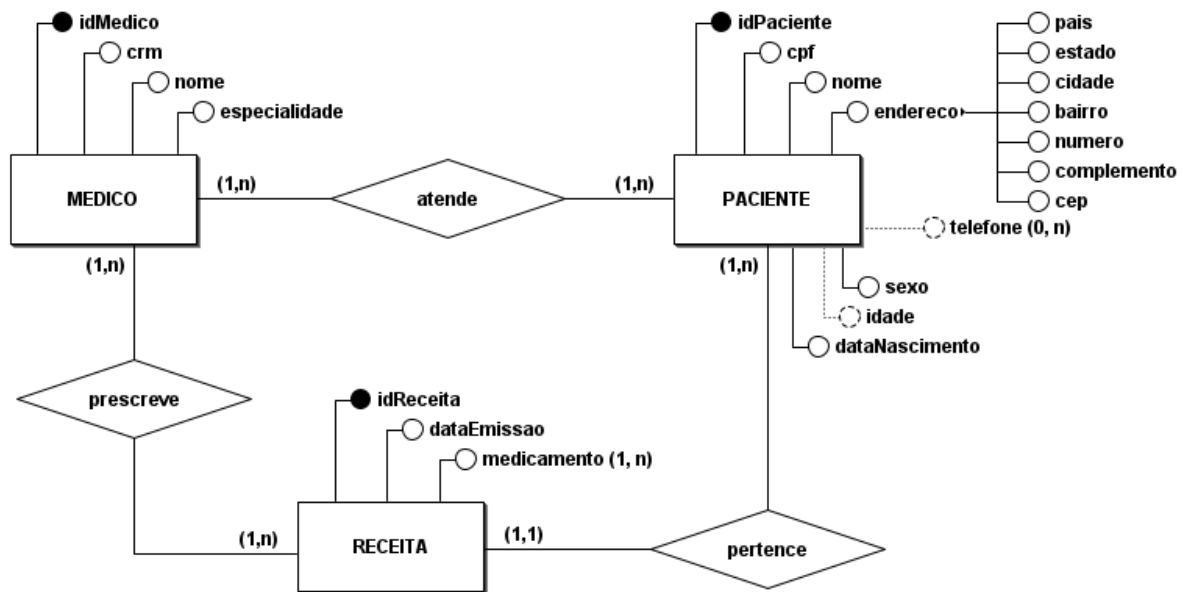 idMedico
crm
nome
especialidade
MEDICO
(1,n)
atende
(1,n)
idPaciente
cpf
nome
endereco
pais
estado
cidade
bairro
numero
complemento
cep
PACIENTE
telefone (0, n)
sexo
idade
dataNascimento
(1,n)
(1,n)
prescreve
(1,n)
idReceita
dataEmissao
medicamento (1, n)
RECEITA
(1,1)
pertence